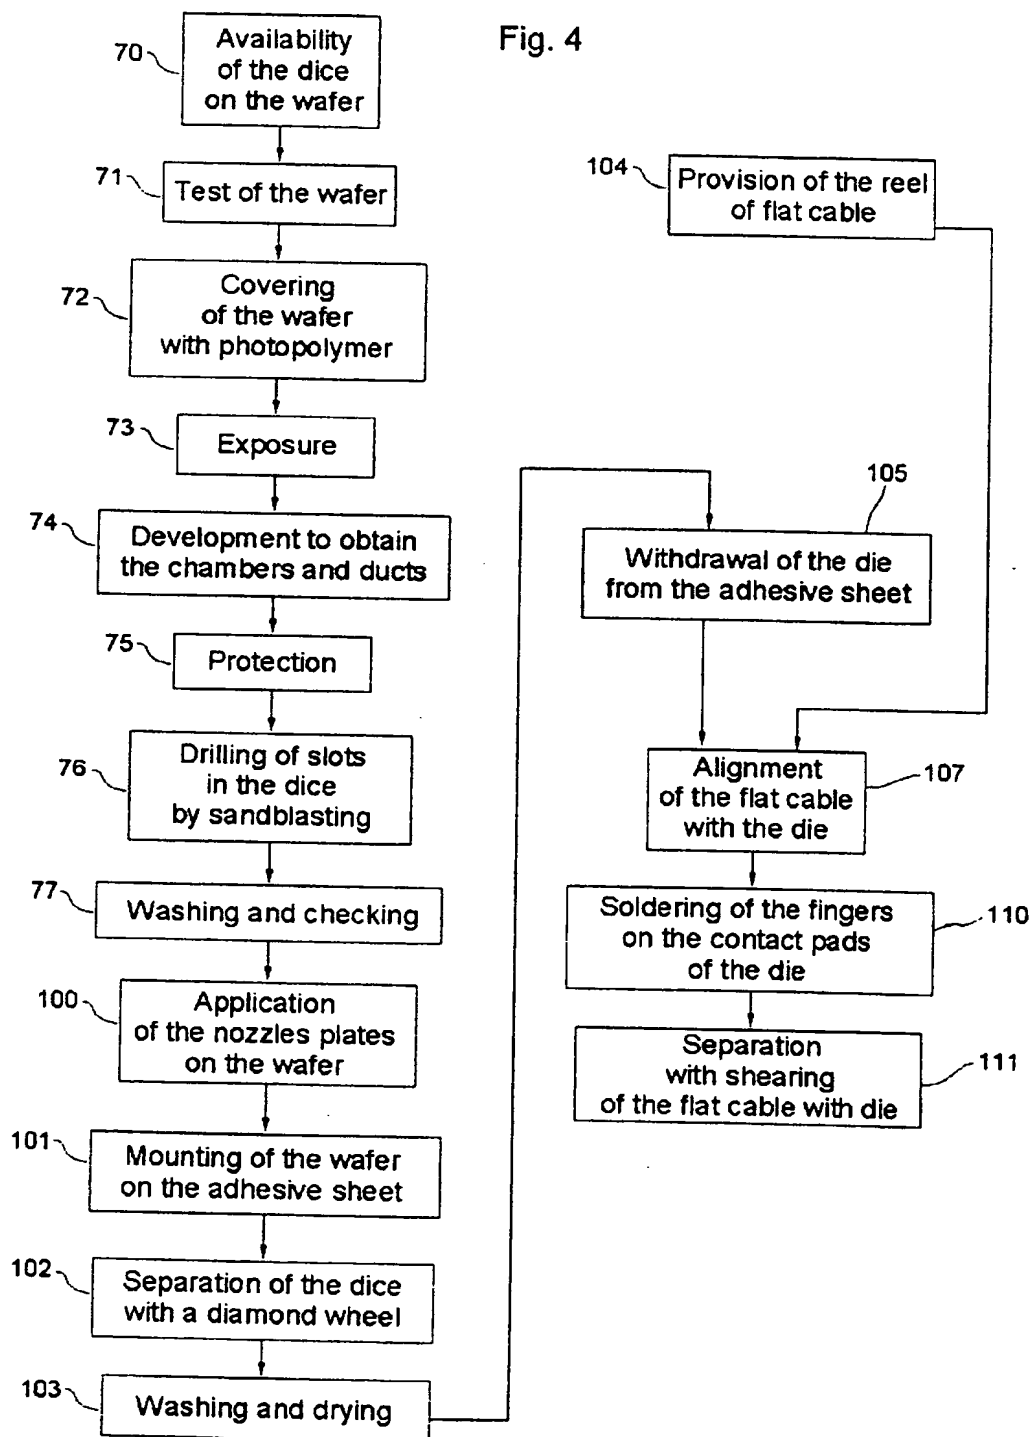 Fig. 4
70
Availability
of the dice
on the wafer
71
Test of the wafer
72
Covering
of the wafer
with photopolymer
73
Exposure
74
Development to obtain
the chambers and ducts
75
Protection
76
Drilling of slots
in the dice
by sandblasting
77
Washing and checking
100
Application
of the nozzles plates
on the wafer
101
Mounting of the wafer
on the adhesive sheet
102
Separation of the dice
with a diamond wheel
103
Washing and drying
104
Provision of the reel
of flat cable
105
Withdrawal of the die
from the adhesive sheet
107
Alignment
of the flat cable
with the die
110
Soldering of the fingers
on the contact pads
of the die
111
Separation
with shearing
of the flat cable with die